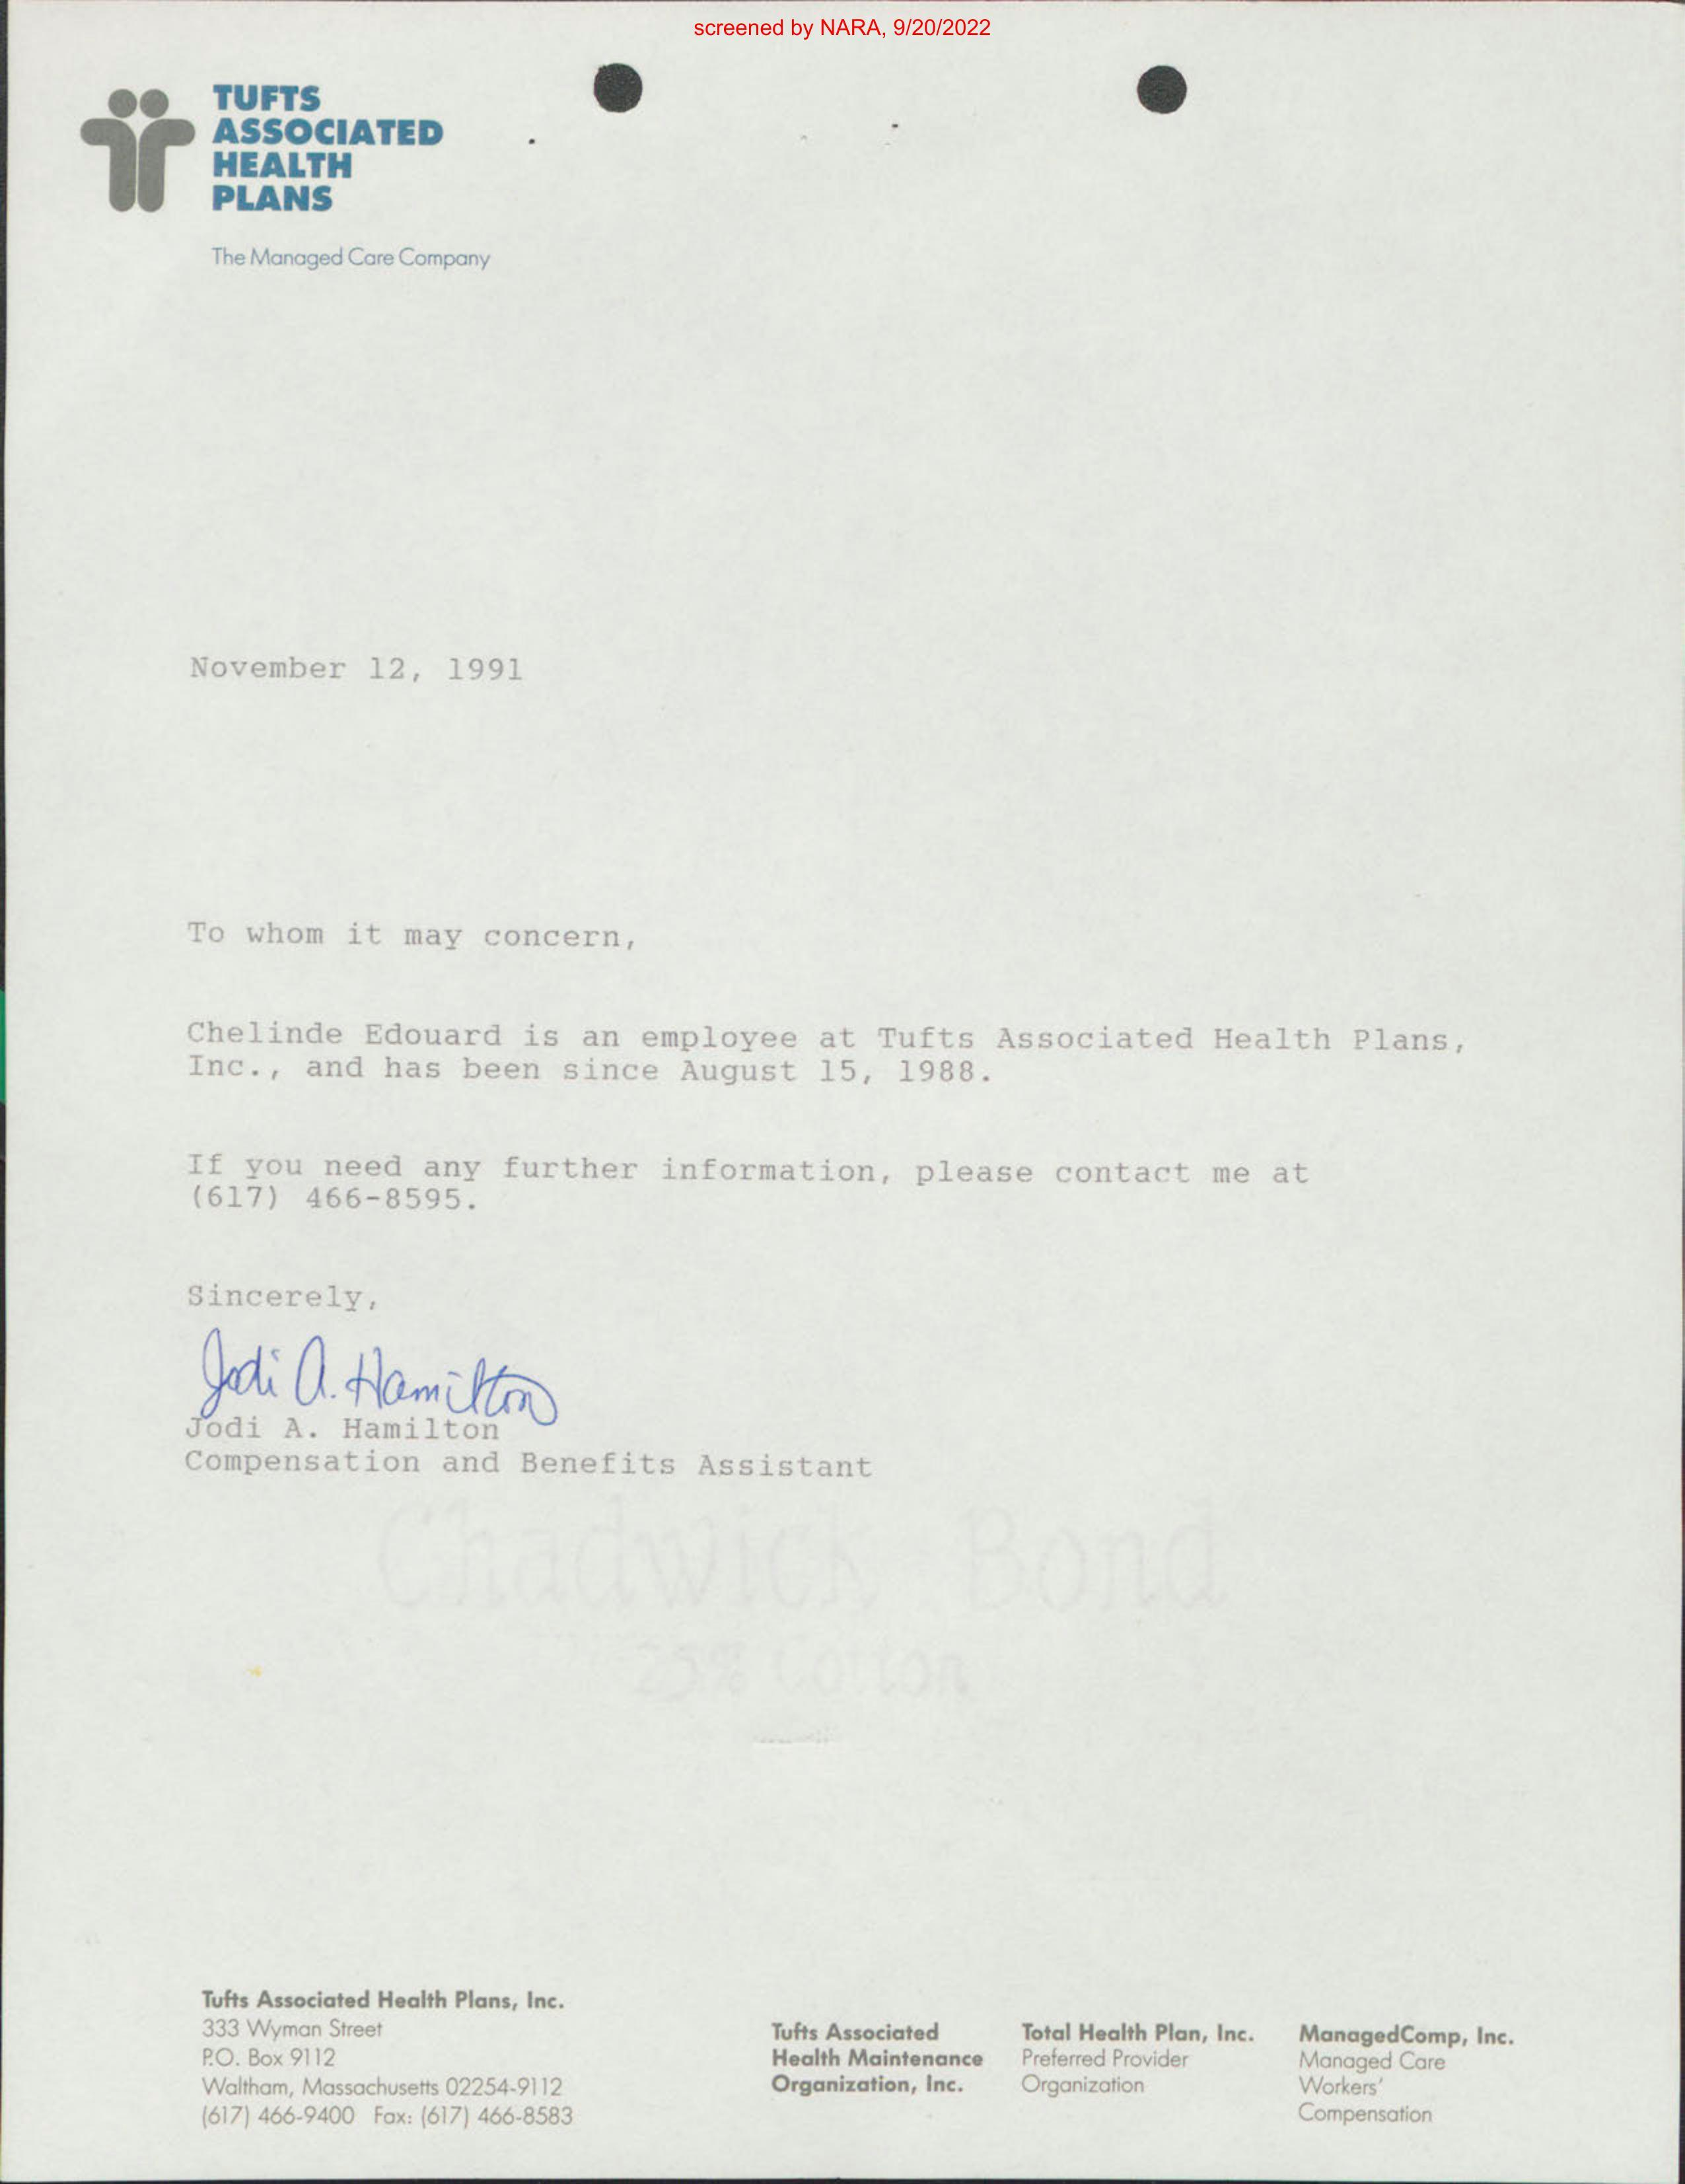 screened by NARA, 9/20/2022
TUFTS
ASSOCIATED
HEALTH
PLANS
The Managed Care Company
November 12, 1991
To whom it may concern,
Chelinde Edouard is an employee at Tufts Associated Health Plans,
Inc., and has been since August 15, 1988.
If you need any further information, please contact me at
(617) 466-8595.
Sincerely,
Jodi A. Hamilton
Jodi A. Hamilton
Compensation and Benefits Assistant
Chadwick Bond
25% Cotton
Tufts Associated Health Plans, Inc.
333 Wyman Street
P.O. Box 9112
Waltham, Massachusetts 02254-9112
(617) 466-9400 Fax: (617) 466-8583
Tufts Associated
Health Maintenance
Organization, Inc.
Total Health Plan, Inc.
Preferred Provider
Organization
ManagedComp, Inc.
Managed Care
Workers'
Compensation